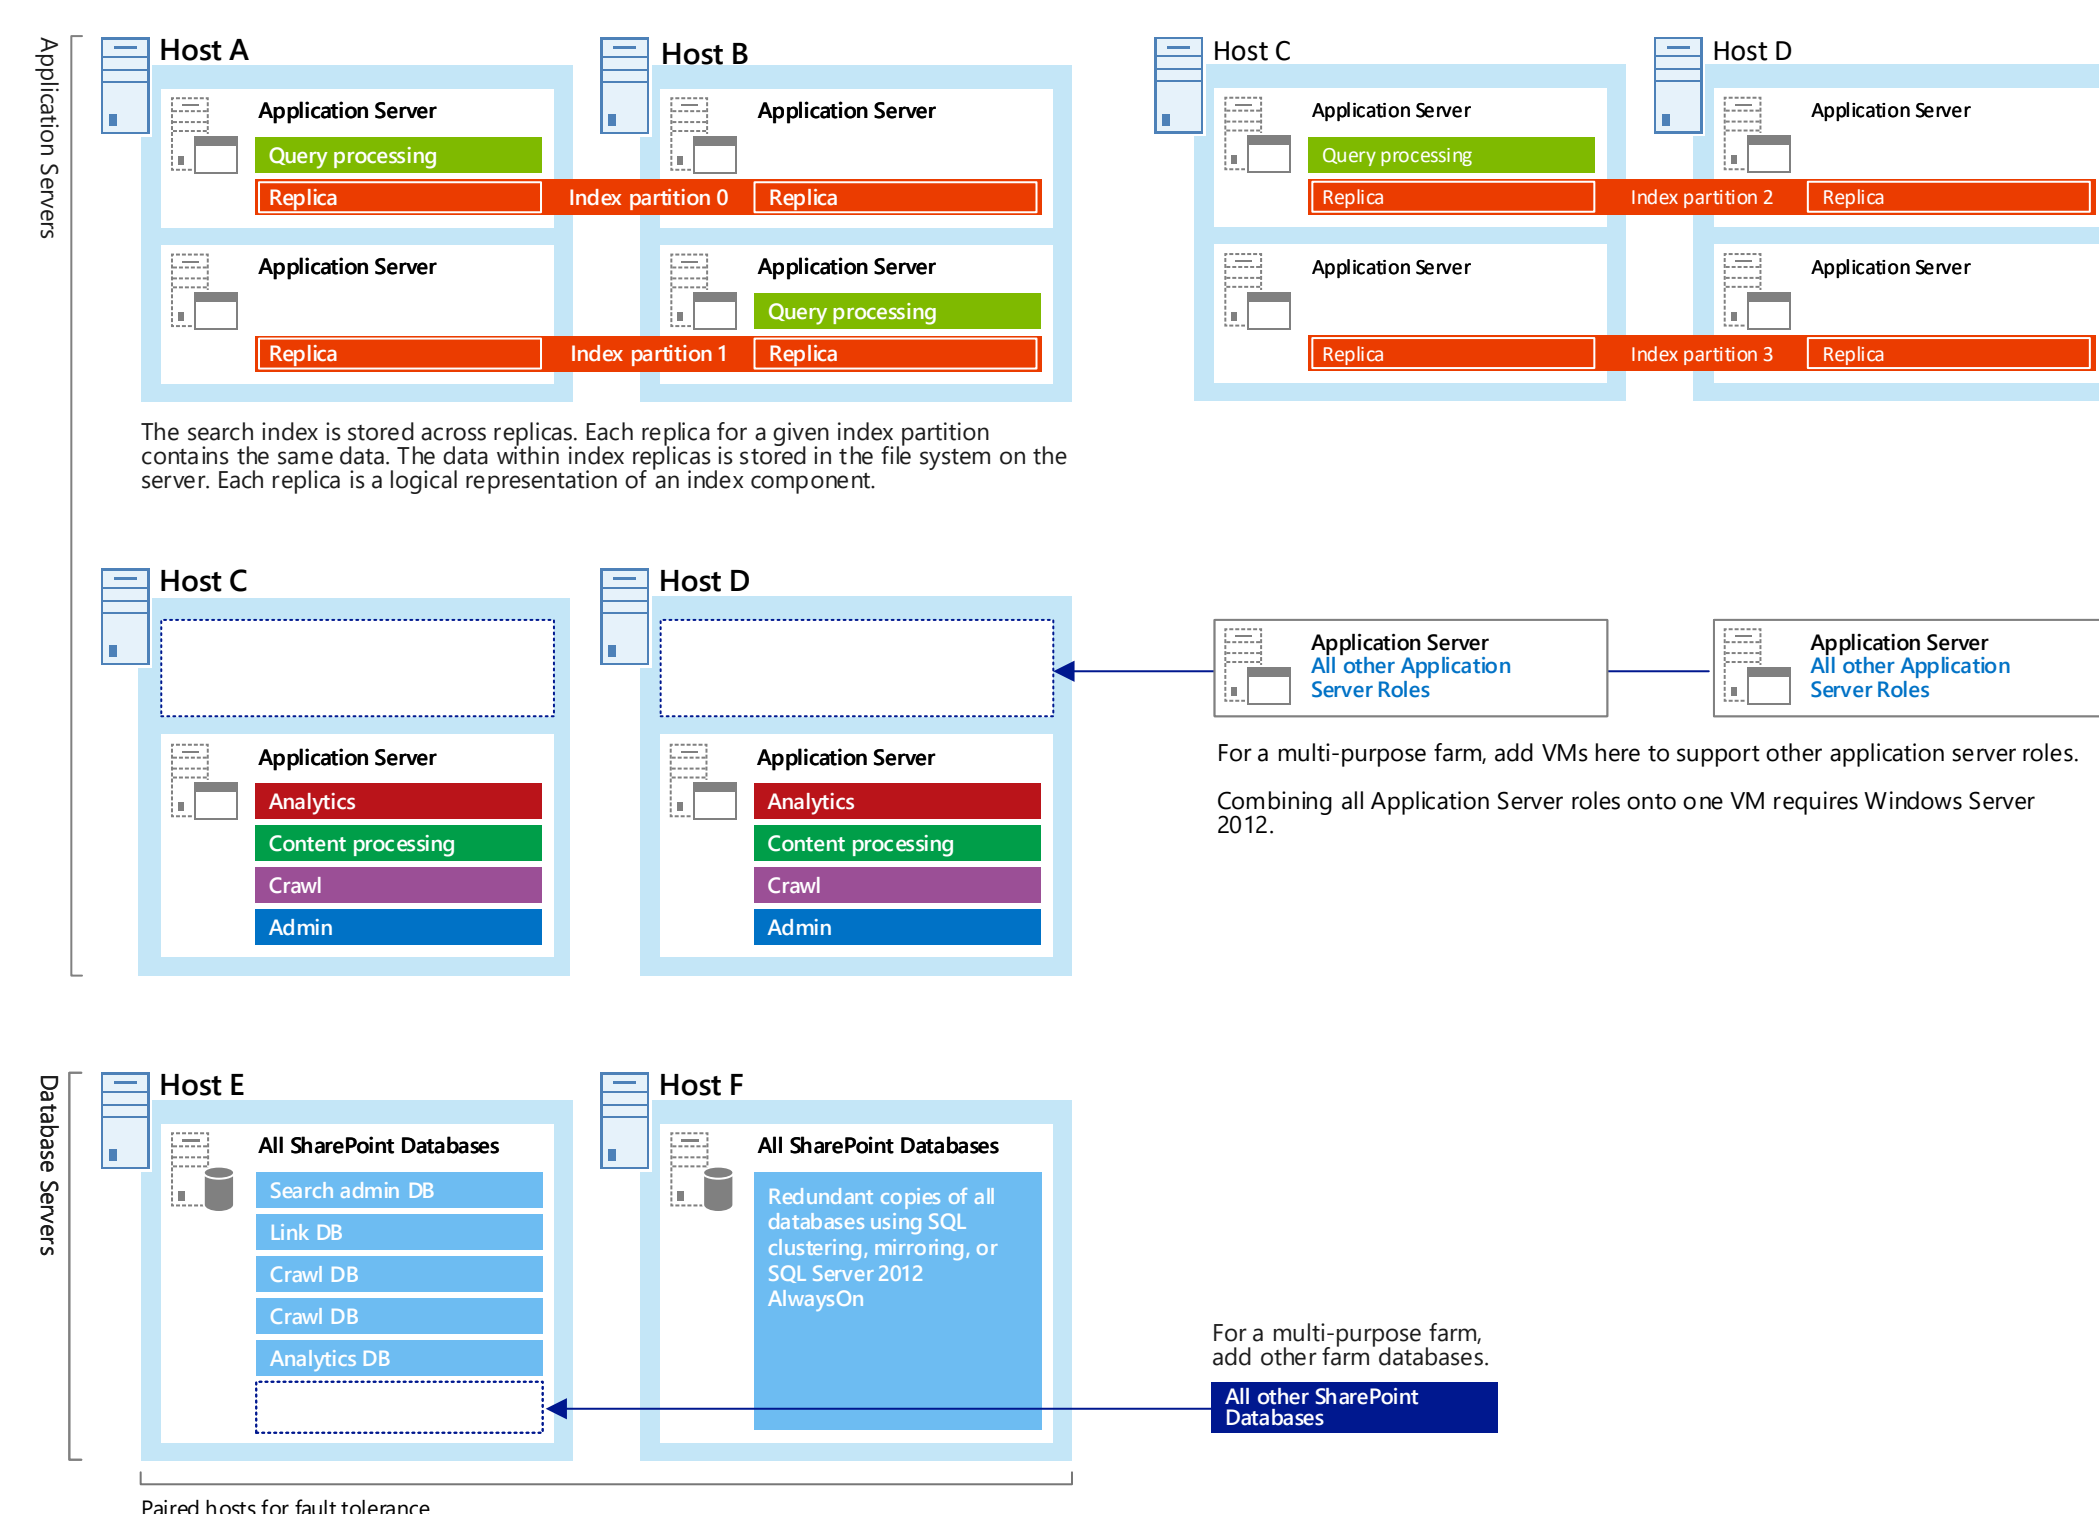 Application Servers
Host A
Application Server
Query processing
Replica
Index partition 0
Application Server
Replica
Index partition 1
Host B
Application Server
Replica
Application Server
Query processing
Replica
Host C
Application Server
Query processing
Replica
Index partition 2
Application Server
Replica
Index partition 3
Host D
Application Server
Replica
Application Server
Replica
The search index is stored across replicas. Each replica for a given index partition
contains the same data. The data within index replicas is stored in the file system on the
server. Each replica is a logical representation of an index component.
Host C
Application Server
Analytics
Content processing
Crawl
Admin
Host D
Application Server
Analytics
Content processing
Crawl
Admin
Application Server
All other Application
Server Roles
Application Server
All other Application
Server Roles
For a multi-purpose farm, add VMs here to support other application server roles.
Combining all Application Server roles onto one VM requires Windows Server
2012.
Database Servers
Host E
All SharePoint Databases
Search admin DB
Link DB
Crawl DB
Crawl DB
Analytics DB
Host F
All SharePoint Databases
Redundant copies of all
databases using SQL
clustering, mirroring, or
SQL Server 2012
AlwaysOn
For a multi-purpose farm,
add other farm databases.
All other SharePoint
Databases
Paired hosts for fault tolerance